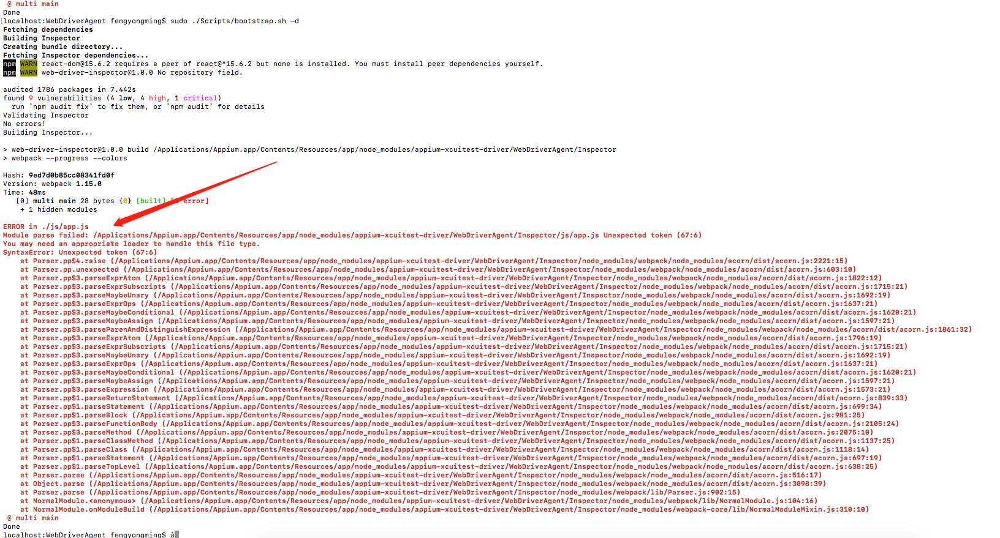 @ multi main
Done
[localhost:WebDriverAgent fengyongming$ sudo ./Scripts/bootstrap.sh —d
Fetching dependencies
Building Inspector
Creating bundle directory...
Fetching Inspector dependencies...
npm WARN react-dom@15.6.2 requires a peer of react@^15.6.2 but none is installed. You must install peer dependencies yourself.
npm WARN web-driver-inspector@1.0.0 No repository field.
audited 1786 packages in 7.442s
found 9 vulnerabilities (4 low, 4 high, 1 critical)
run `npm audit fix` to fix them, or `npm audit` for details
Validating Inspector
No errors!
Building Inspector...
> web-driver-inspector@1.0.0 build /Applications/Appium.app/Contents/Resources/app/node_modules/appium-xcuitest-driver/WebDriverAgent/Inspector
> webpack --progress --colors
Hash: 9ed7d0b85cc08341fd0f
Version: webpack 1.15.0
Time: 48ms
[0] multi main 28 bytes {0} [built] error]
+ 1 hidden modules
ERROR in ./js/app.js
Module parse failed: /Applications/Appium.app/Contents/Resources/app/node_modules/appium-xcuitest-driver/WebDriverAgent/Inspector/js/app.js Unexpected token (67:6)
You may need an appropriate loader to handle this file type.
SyntaxError: Unexpected token (67:6)
at Parser.pp$4.raise (/Applications/Appium.app/Contents/Resources/app/node_modules/appium-xcuitest-driver/WebDriverAgent/Inspector/node_modules/webpack/node_modules/acorn/dist/acorn.js:2221:15)
at Parser.pp.unexpected (/Applications/Appium.app/Contents/Resources/app/node_modules/appium-xcuitest-driver/WebDriverAgent/Inspector/node_modules/webpack/node_modules/acorn/dist/acorn.js:603:10)
at Parser.pp$3.parseExprAtom (/Applications/Appium.app/Contents/Resources/app/node_modules/appium-xcuitest-driver/WebDriverAgent/Inspector/node_modules/webpack/node_modules/acorn/dist/acorn.js:1822:12)
at Parser.pp$3.parseExprSubscripts (/Applications/Appium.app/Contents/Resources/app/node_modules/appium-xcuitest-driver/WebDriverAgent/Inspector/node_modules/webpack/node_modules/acorn/dist/acorn.js:1715:21)
at Parser.pp$3.parseMaybeUnary (/Applications/Appium.app/Contents/Resources/app/node_modules/appium-xcuitest-driver/WebDriverAgent/Inspector/node_modules/webpack/node_modules/acorn/dist/acorn.js:1692:19)
at Parser.pp$3.parseExprOps (/Applications/Appium.app/Contents/Resources/app/node_modules/appium-xcuitest-driver/WebDriverAgent/Inspector/node_modules/webpack/node_modules/acorn/dist/acorn.js:1637:21)
at Parser.pp$3.parseMaybeConditional (/Applications/Appium.app/Contents/Resources/app/node_modules/appium-xcuitest-driver/WebDriverAgent/Inspector/node_modules/webpack/node_modules/acorn/dist/acorn.js:1620:21)
at Parser.pp$3.parseMaybeAssign (/Applications/Appium.app/Contents/Resources/app/node_modules/appium-xcuitest-driver/WebDriverAgent/Inspector/node_modules/webpack/node_modules/acorn/dist/acorn.js:1597:21)
at Parser.pp$3.parseParenAndDistinguishExpression (/Applications/Appium.app/Contents/Resources/app/node_modules/appium-xcuitest-driver/WebDriverAgent/Inspector/node_modules/webpack/node_modules/acorn/dist/acorn.js:1861:32)
at Parser.pp$3.parseExprAtom (/Applications/Appium.app/Contents/Resources/app/node_modules/appium-xcuitest-driver/WebDriverAgent/Inspector/node_modules/webpack/node_modules/acorn/dist/acorn.js:1796:19)
at Parser.pp$3.parseExprSubscripts (/Applications/Appium.app/Contents/Resources/app/node_modules/appium-xcuitest-driver/WebDriverAgent/Inspector/node_modules/webpack/node_modules/acorn/dist/acorn.js:1715:21)
at Parser.pp$3.parseMaybeUnary (/Applications/Appium.app/Contents/Resources/app/node_modules/appium-xcuitest-driver/WebDriverAgent/Inspector/node_modules/webpack/node_modules/acorn/dist/acorn.js:1692:19)
at Parser.pp$3.parseExprOps (/Applications/Appium.app/Contents/Resources/app/node_modules/appium-xcuitest-driver/WebDriverAgent/Inspector/node_modules/webpack/node_modules/acorn/dist/acorn.js:1637:21)
at Parser.pp$3.parseMaybeConditional (/Applications/Appium.app/Contents/Resources/app/node_modules/appium-xcuitest-driver/WebDriverAgent/Inspector/node_modules/webpack/node_modules/acorn/dist/acorn.js:1620:21)
at Parser.pp$3.parseMaybeAssign (/Applications/Appium.app/Contents/Resources/app/node_modules/appium-xcuitest-driver/WebDriverAgent/Inspector/node_modules/webpack/node_modules/acorn/dist/acorn.js:1597:21)
at Parser.pp$3.parseExpression (/Applications/Appium.app/Contents/Resources/app/node_modules/appium-xcuitest-driver/WebDriverAgent/Inspector/node_modules/webpack/node_modules/acorn/dist/acorn.js:1573:21)
at Parser.pp$1.parseReturnStatement (/Applications/Appium.app/Contents/Resources/app/node_modules/appium-xcuitest-driver/WebDriverAgent/Inspector/node_modules/webpack/node_modules/acorn/dist/acorn.js:839:33)
at Parser.pp$1.parseStatement (/Applications/Appium.app/Contents/Resources/app/node_modules/appium-xcuitest-driver/WebDriverAgent/Inspector/node_modules/webpack/node_modules/acorn/dist/acorn.js:699:34)
at Parser.pp$1.parseBlock (/Applications/Appium.app/Contents/Resources/app/node_modules/appium-xcuitest-driver/WebDriverAgent/Inspector/node_modules/webpack/node_modules/acorn/dist/acorn.js:981:25)
at Parser.pp$3.parseFunctionBody (/Applications/Appium.app/Contents/Resources/app/node_modules/appium-xcuitest-driver/WebDriverAgent/Inspector/node_modules/webpack/node_modules/acorn/dist/acorn.js:2105:24)
at Parser.pp$3.parseMethod (/Applications/Appium.app/Contents/Resources/app/node_modules/appium-xcuitest-driver/WebDriverAgent/Inspector/node_modules/webpack/node_modules/acorn/dist/acorn.js:2075:10)
at Parser.pp$1.parseClassMethod (/Applications/Appium.app/Contents/Resources/app/node_modules/appium-xcuitest-driver/WebDriverAgent/Inspector/node_modules/webpack/node_modules/acorn/dist/acorn.js:1137:25)
at Parser.pp$1.parseClass (/Applications/Appium.app/Contents/Resources/app/node_modules/appium-xcuitest-driver/WebDriverAgent/Inspector/node_modules/webpack/node_modules/acorn/dist/acorn.js:1118:14)
at Parser.pp$1.parseStatement (/Applications/Appium.app/Contents/Resources/app/node_modules/appium-xcuitest-driver/WebDriverAgent/Inspector/node_modules/webpack/node_modules/acorn/dist/acorn.js:697:19)
at Parser.pp$1.parseTopLevel (/Applications/Appium.app/Contents/Resources/app/node_modules/appium-xcuitest-driver/WebDriverAgent/Inspector/node_modules/webpack/node_modules/acorn/dist/acorn.js:638:25)
at Parser.parse (/Applications/Appium.app/Contents/Resources/app/node_modules/appium-xcuitest-driver/WebDriverAgent/Inspector/node_modules/webpack/node_modules/acorn/dist/acorn.js:516:17)
at Object.parse (/Applications/Appium.app/Contents/Resources/app/node_modules/appium-xcuitest-driver/WebDriverAgent/Inspector/node_modules/webpack/node_modules/acorn/dist/acorn.js:3098:39)
at Parser.parse (/Applications/Appium.app/Contents/Resources/app/node_modules/appium-xcuitest-driver/WebDriverAgent/Inspector/node_modules/webpack/lib/Parser.js:902:15)
at NormalModule.<anonymous> (/Applications/Appium.app/Contents/Resources/app/node_modules/appium-xcuitest-driver/WebDriverAgent/Inspector/node_modules/webpack/lib/NormalModule.js:104:16)
at NormalModule.onModuleBuild (/Applications/Appium.app/Contents/Resources/app/node_modules/appium-xcuitest-driver/WebDriverAgent/Inspector/node_modules/webpack-core/lib/NormalModuleMixin.js:310:10)
@ multi main
Done
localhost:WebDriverAgent fengyongming$ å